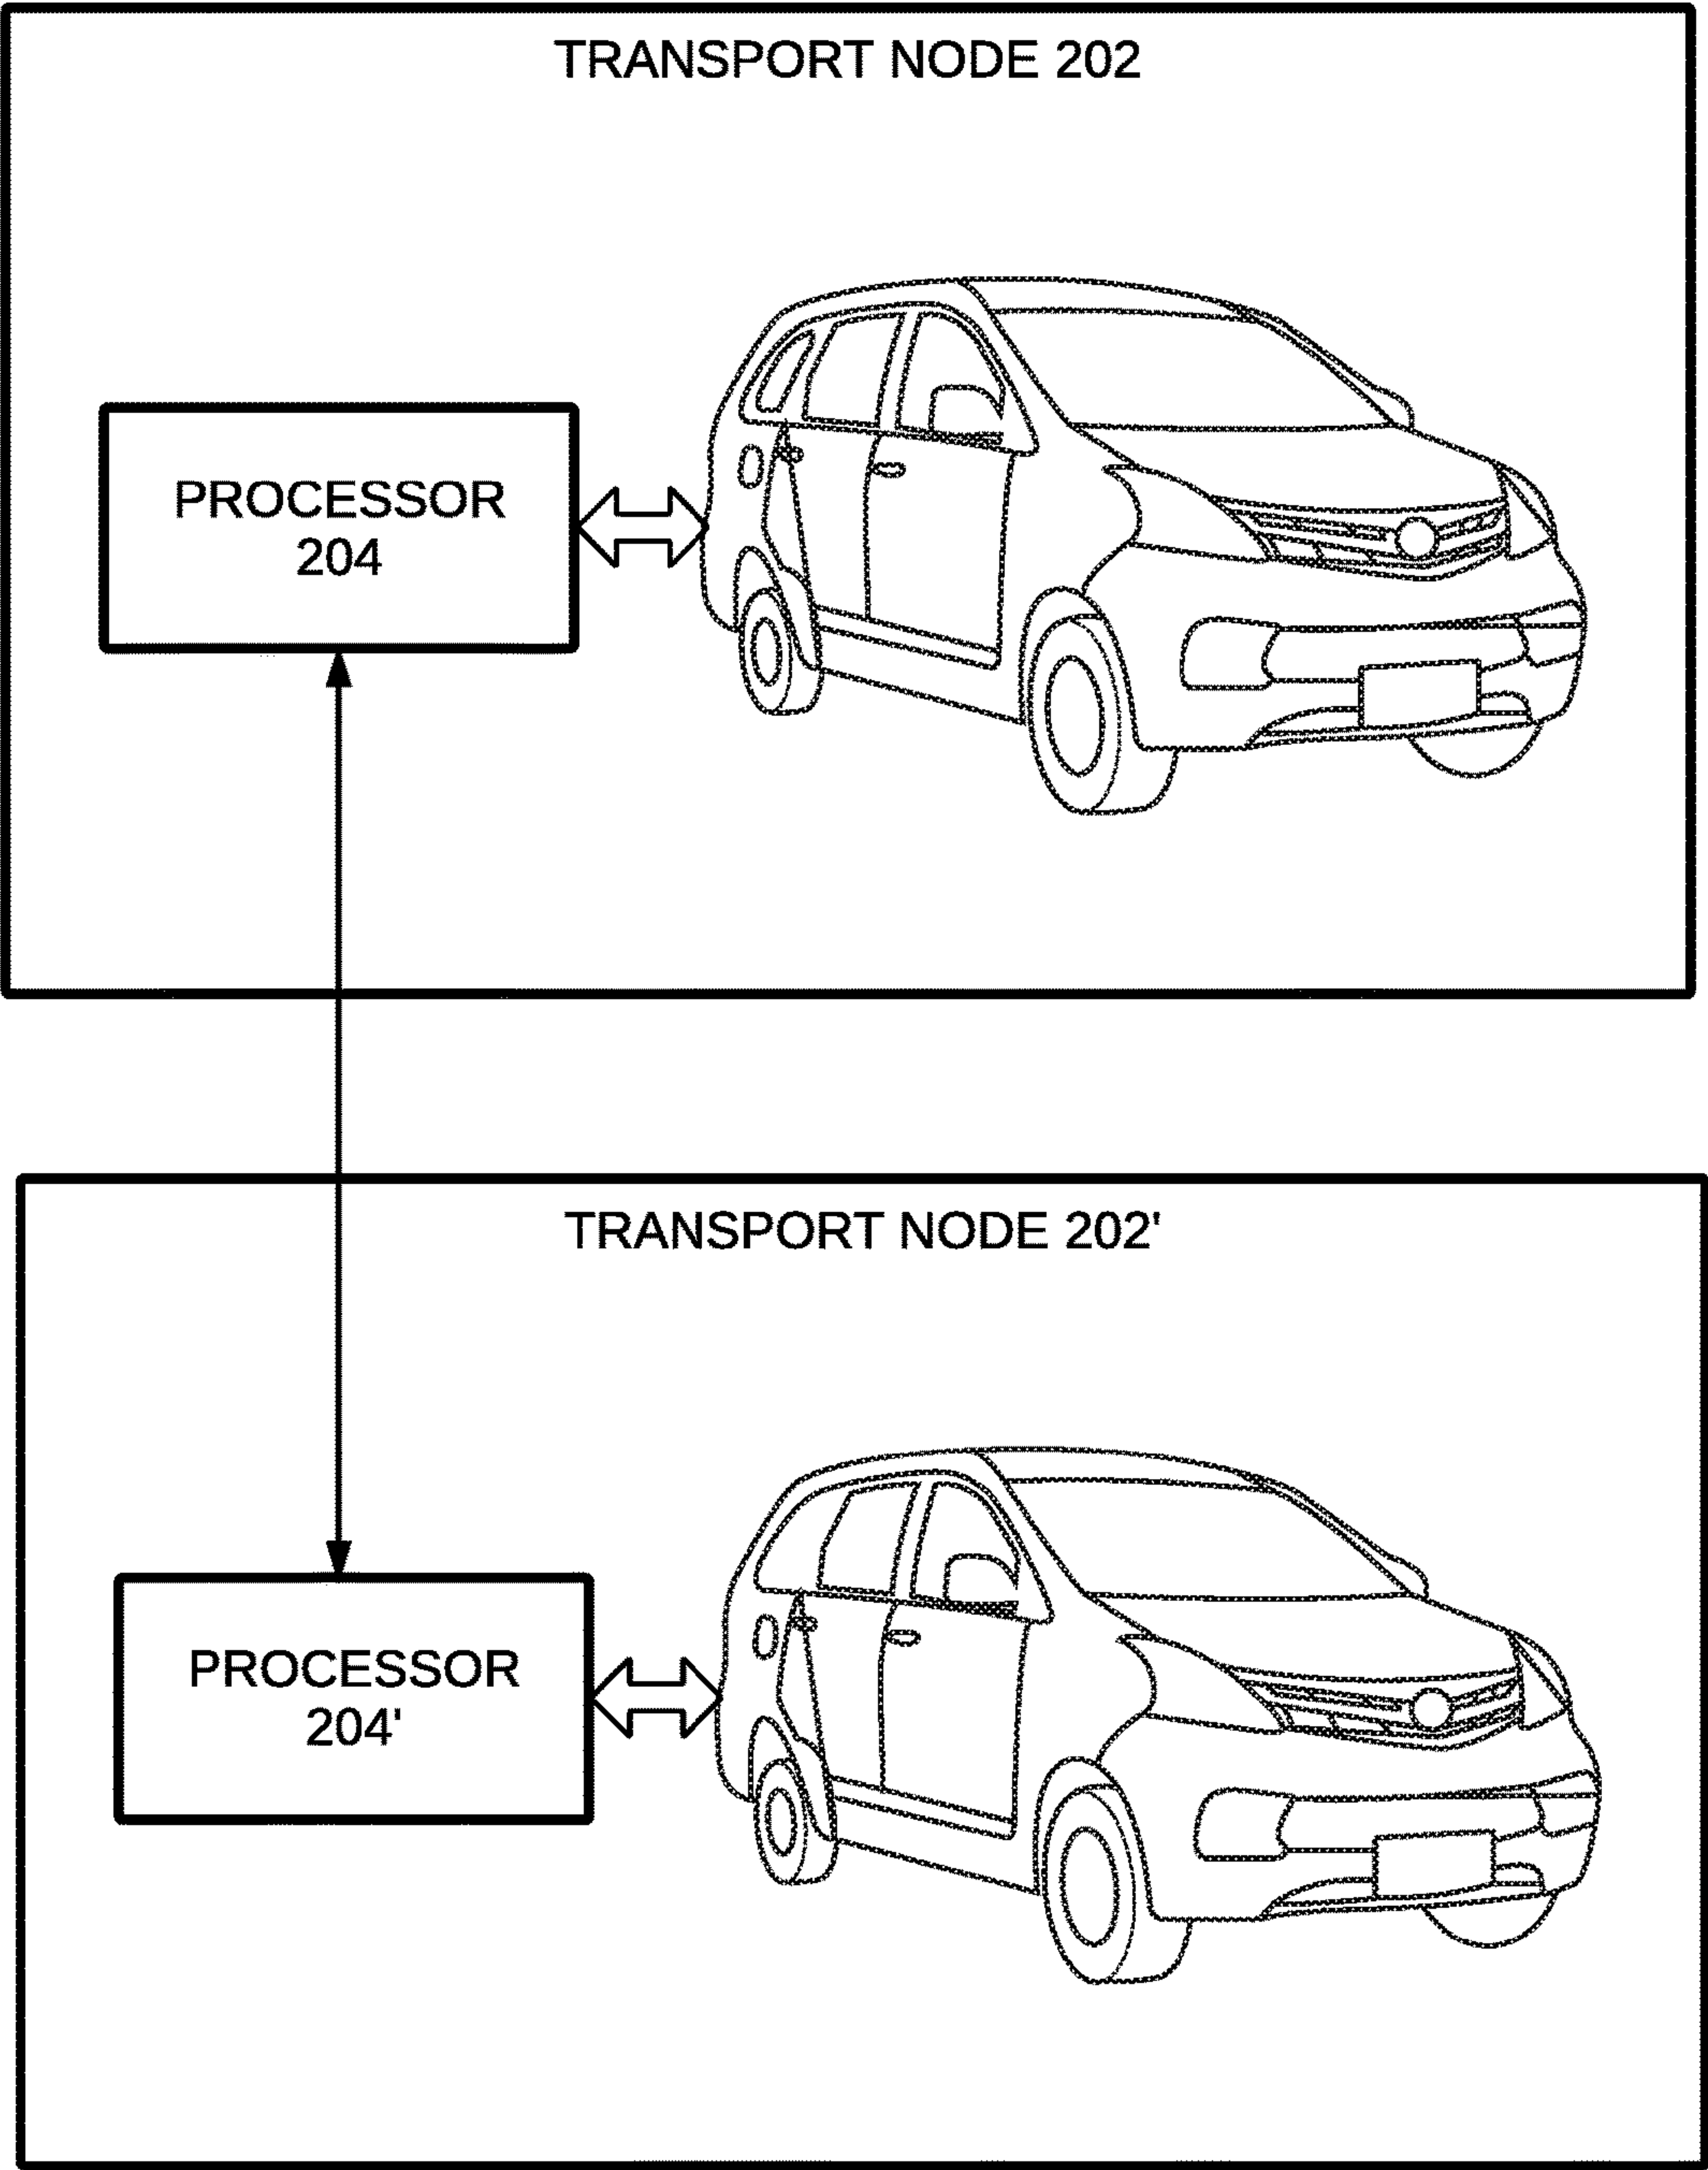 TRANSPORT NODE 202
PROCESSOR
204
TRANSPORT NODE 202'
PROCESSOR
204'